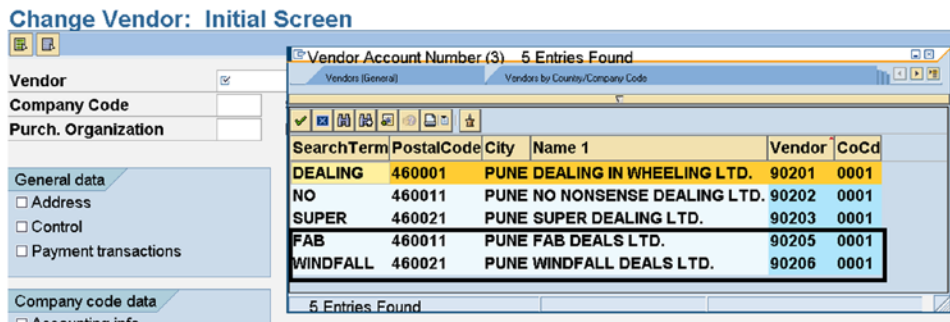 Change Vendor: Initial Screen
Vendor Account Number (3) 5 Entries Found
Vendors (General) Vendors by Country/Company Code
Vendor
Company Code
Purch. Organization
SearchTerm PostalCode City Name 1 Vendor CoCd
DEALING 460001 PUNE DEALING IN WHEELING LTD. 90201 0001
NO 460011 PUNE NO NONSENSE DEALING LTD. 90202 0001
SUPER 460021 PUNE SUPER DEALING LTD. 90203 0001
FAB 460011 PUNE FAB DEALS LTD. 90205 0001
WINDFALL 460021 PUNE WINDFALL DEALS LTD. 90206 0001
5 Entries Found
General data
Address
Control
Payment transactions
Company code data
Accounting info